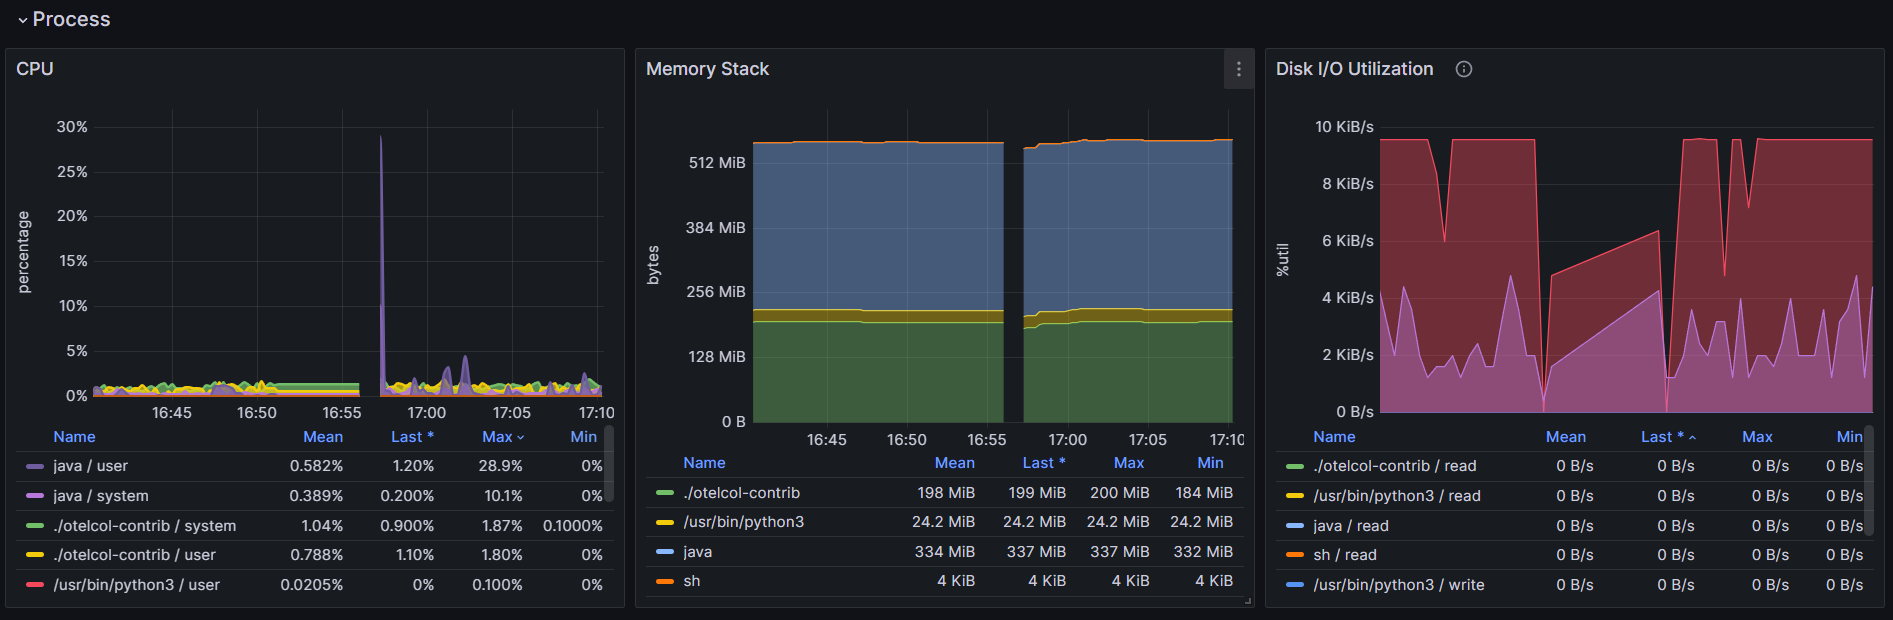 Process
CPU
percentage
30%
25%
20%
15%
10%
5%
0%
16:45 16:50 16:55 17:00 17:05 17:10
Name Mean Last * Max Min
java / user 0.582% 1.20% 28.9% 0%
java / system 0.389% 0.200% 10.1% 0%
./otelcol-contrib / system 1.04% 0.900% 1.87% 0.1000%
./otelcol-contrib / user 0.788% 1.10% 1.80% 0%
/usr/bin/python3 / user 0.0205% 0% 0.100% 0%
Memory Stack
bytes
512 MiB
384 MiB
256 MiB
128 MiB
0 B
16:45 16:50 16:55 17:00 17:05 17:10
Name Mean Last * Max Min
./otelcol-contrib 198 MiB 199 MiB 200 MiB 184 MiB
/usr/bin/python3 24.2 MiB 24.2 MiB 24.2 MiB 24.2 MiB
java 334 MiB 337 MiB 337 MiB 332 MiB
sh 4 KiB 4 KiB 4 KiB 4 KiB
Disk I/O Utilization
%util
10 KiB/s
8 KiB/s
6 KiB/s
4 KiB/s
2 KiB/s
0 B/s
Name Mean Last * Max Min
./otelcol-contrib / read 0 B/s 0 B/s 0 B/s 0 B/s
/usr/bin/python3 / read 0 B/s 0 B/s 0 B/s 0 B/s
java / read 0 B/s 0 B/s 0 B/s 0 B/s
sh / read 0 B/s 0 B/s 0 B/s 0 B/s
/usr/bin/python3 / write 0 B/s 0 B/s 0 B/s 0 B/s